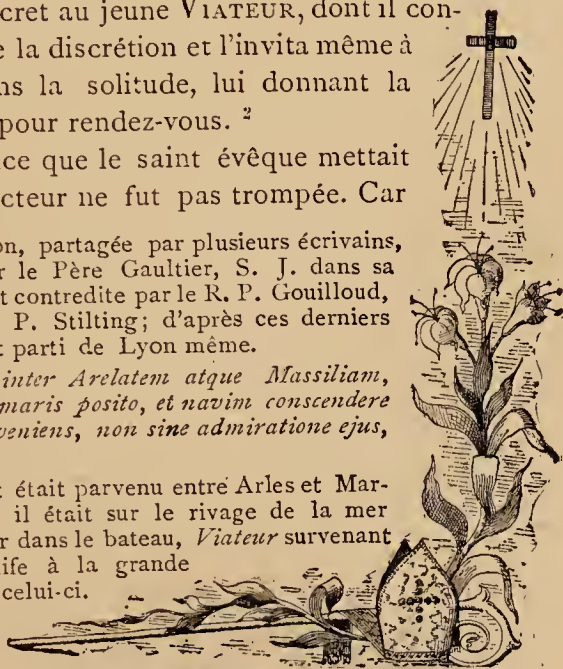 cret au jeune VIATEUR, dont il con-
e la discrétion et l'invita même à
ns la solitude, lui donnant la
pour rendez-vous. ²
ce que le saint évêque mettait
cteur ne fut pas trompée. Car
on, partagée par plusieurs écrivains,
r le Père Gaultier, S. J. dans sa
t contredite par le R. P. Gouilloud,
P. Stilting; d'après ces derniers
t parti de Lyon même.
inter Arelatem atque Massiliam,
maris posito, et navim conscendere
veniens, non sine admiratione ejus,
t était parvenu entre Arles et Mar-
il était sur le rivage de la mer
r dans le bateau, Viateur survenant
ife à la grande
celui-ci.